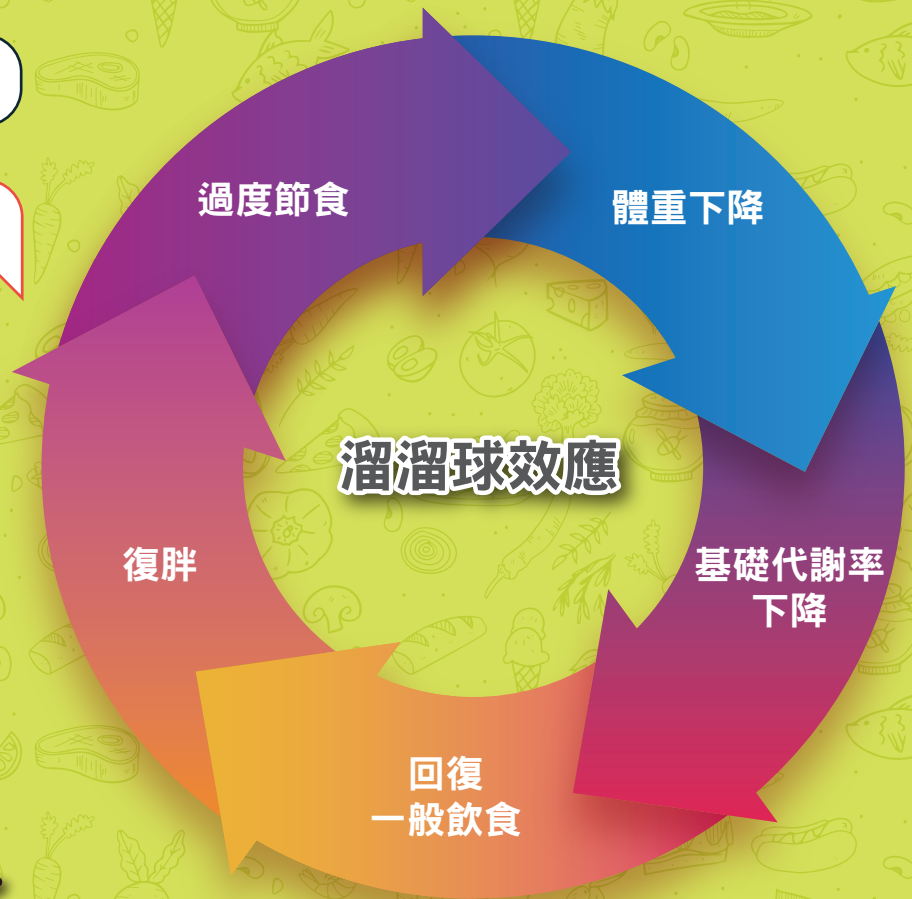 過度節食
體重下降
溜溜球效應
基礎代謝率
下降
回復
一般飲食
復胖